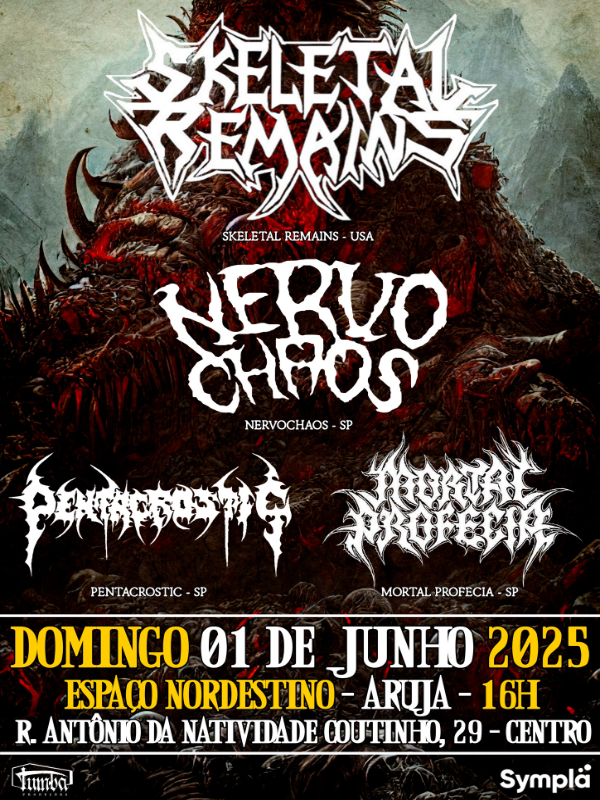 SKELETAL
REMAINS
SKELETAL REMAINS - USA
NERVO
CHAOS
NERVOCHAOS - SP
PENTACROSTIC
MORTAL
PROFECIA
PENTACROSTIC - SP
MORTAL PROFECIA - SP
DOMINGO 01 DE JUNHO 2025
ESPAÇO NORDESTINO - ARUJA - 16H
R. ANTÔNIO DA NATIVIDADE COUTINHO, 29 - CENTRO
tumba
Sympla